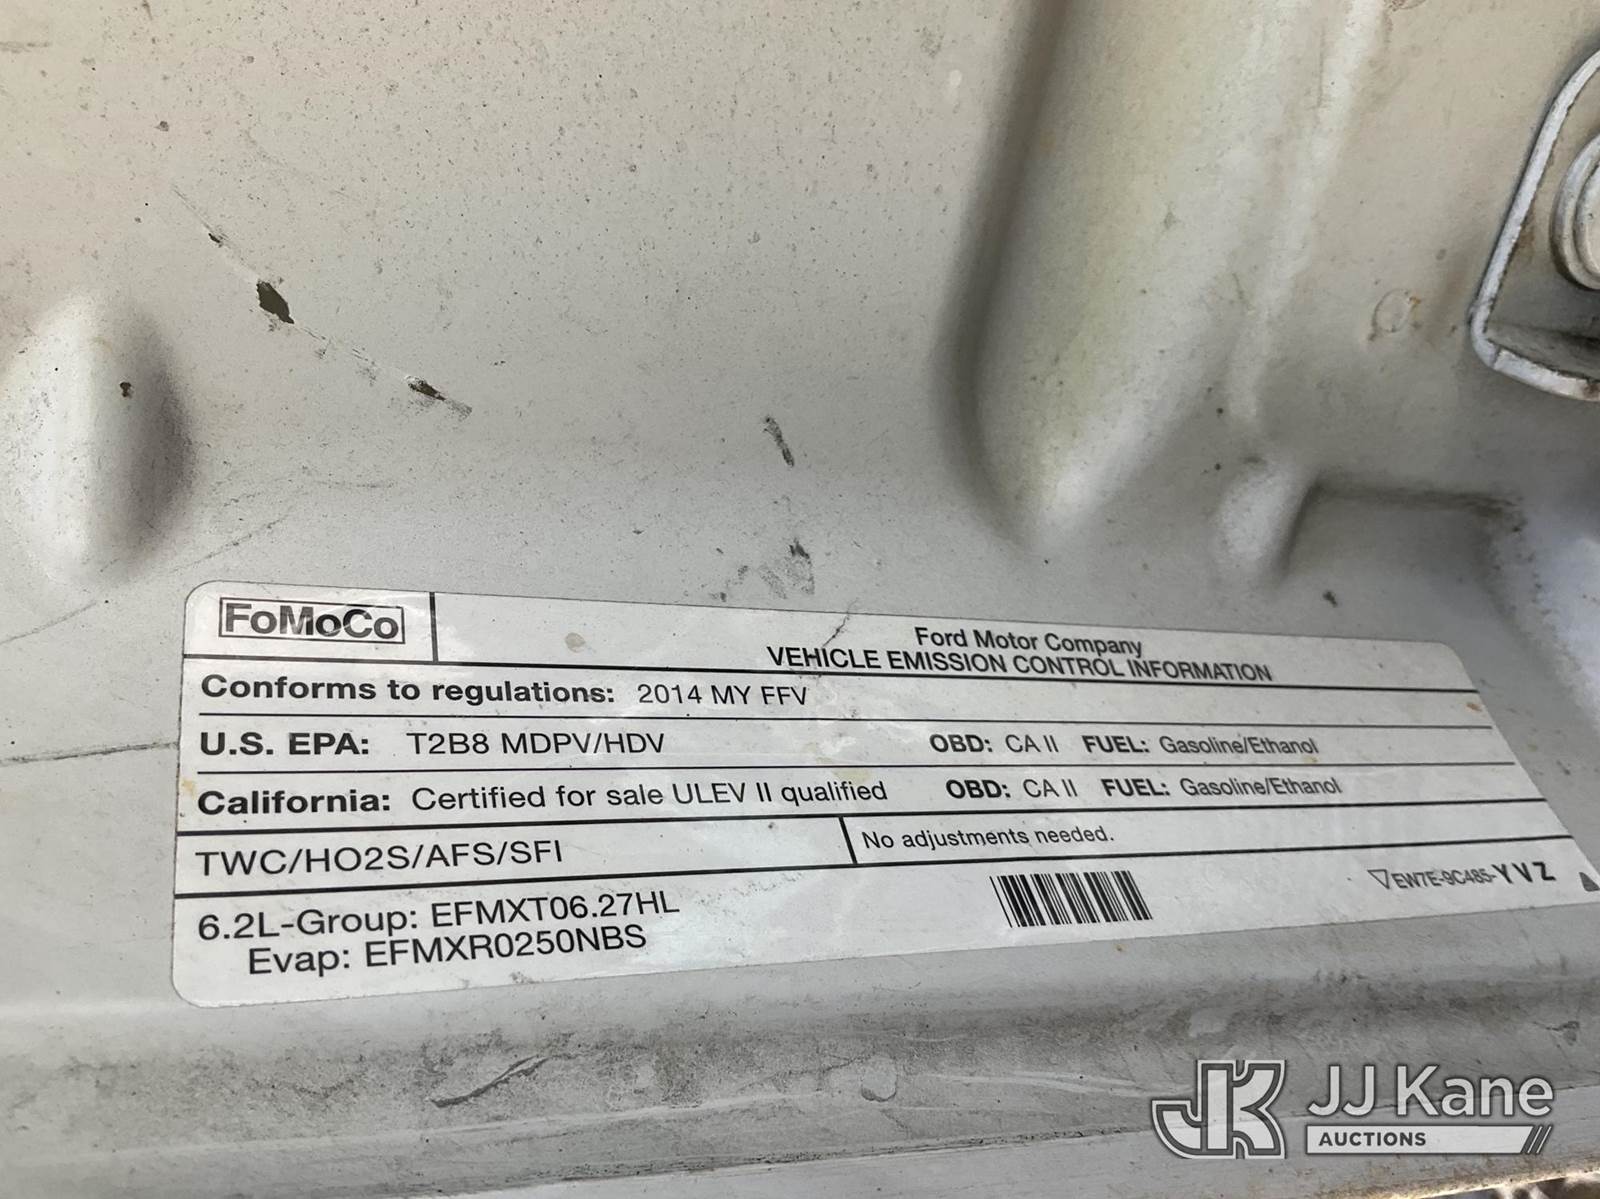 FoMoCo
Ford Motor Company
VEHICLE EMISSION CONTROL INFORMATION
Conforms to regulations: 2014 MY FFV
U.S. EPA: T2B8 MDPV/HDV OBD: CA II FUEL: Gasoline/Ethanol
California: Certified for sale ULEV II qualified OBD: CA II FUEL: Gasoline/Ethanol
TWC/HO2S/AFS/SFI No adjustments needed.
6.2L-Group: EFMXT06.27HL
Evap: EFMXR0250NBS
EW7E-9C485-YVZ
JK JJ Kane
AUCTIONS